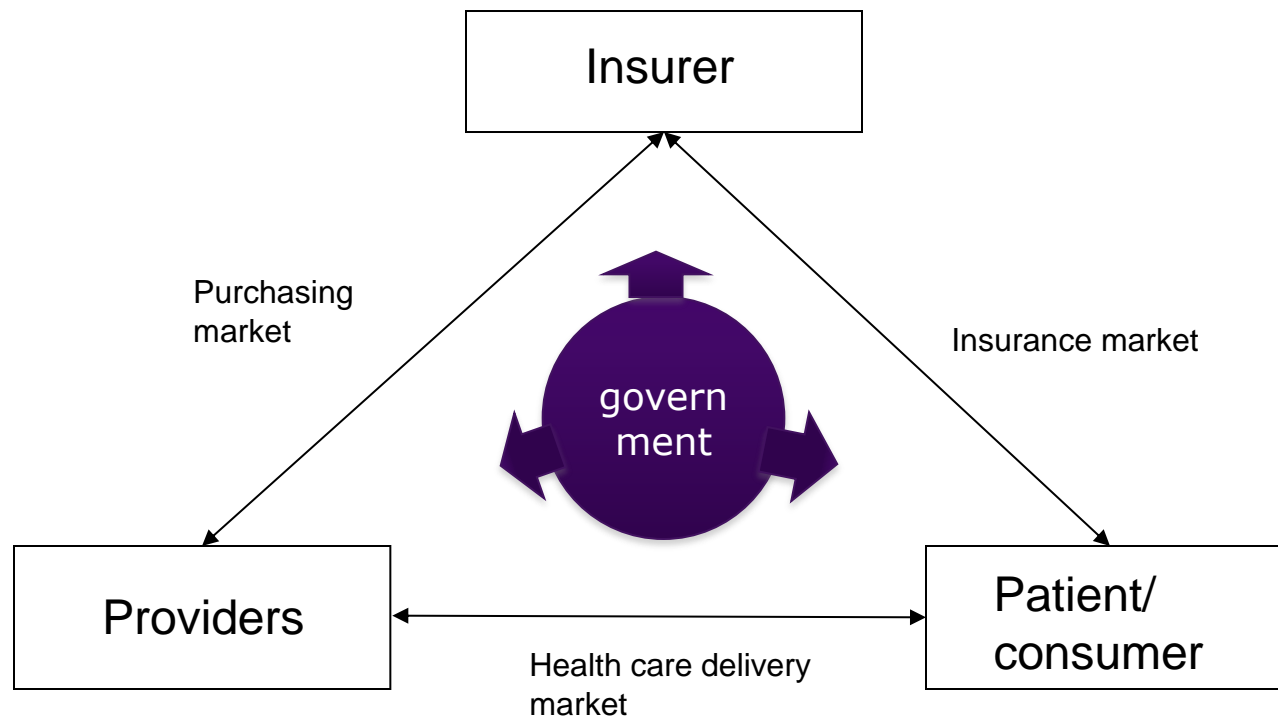 Insurer
Purchasing
market
Insurance market
govern
ment
Providers
Patient/
consumer
Health care delivery
market